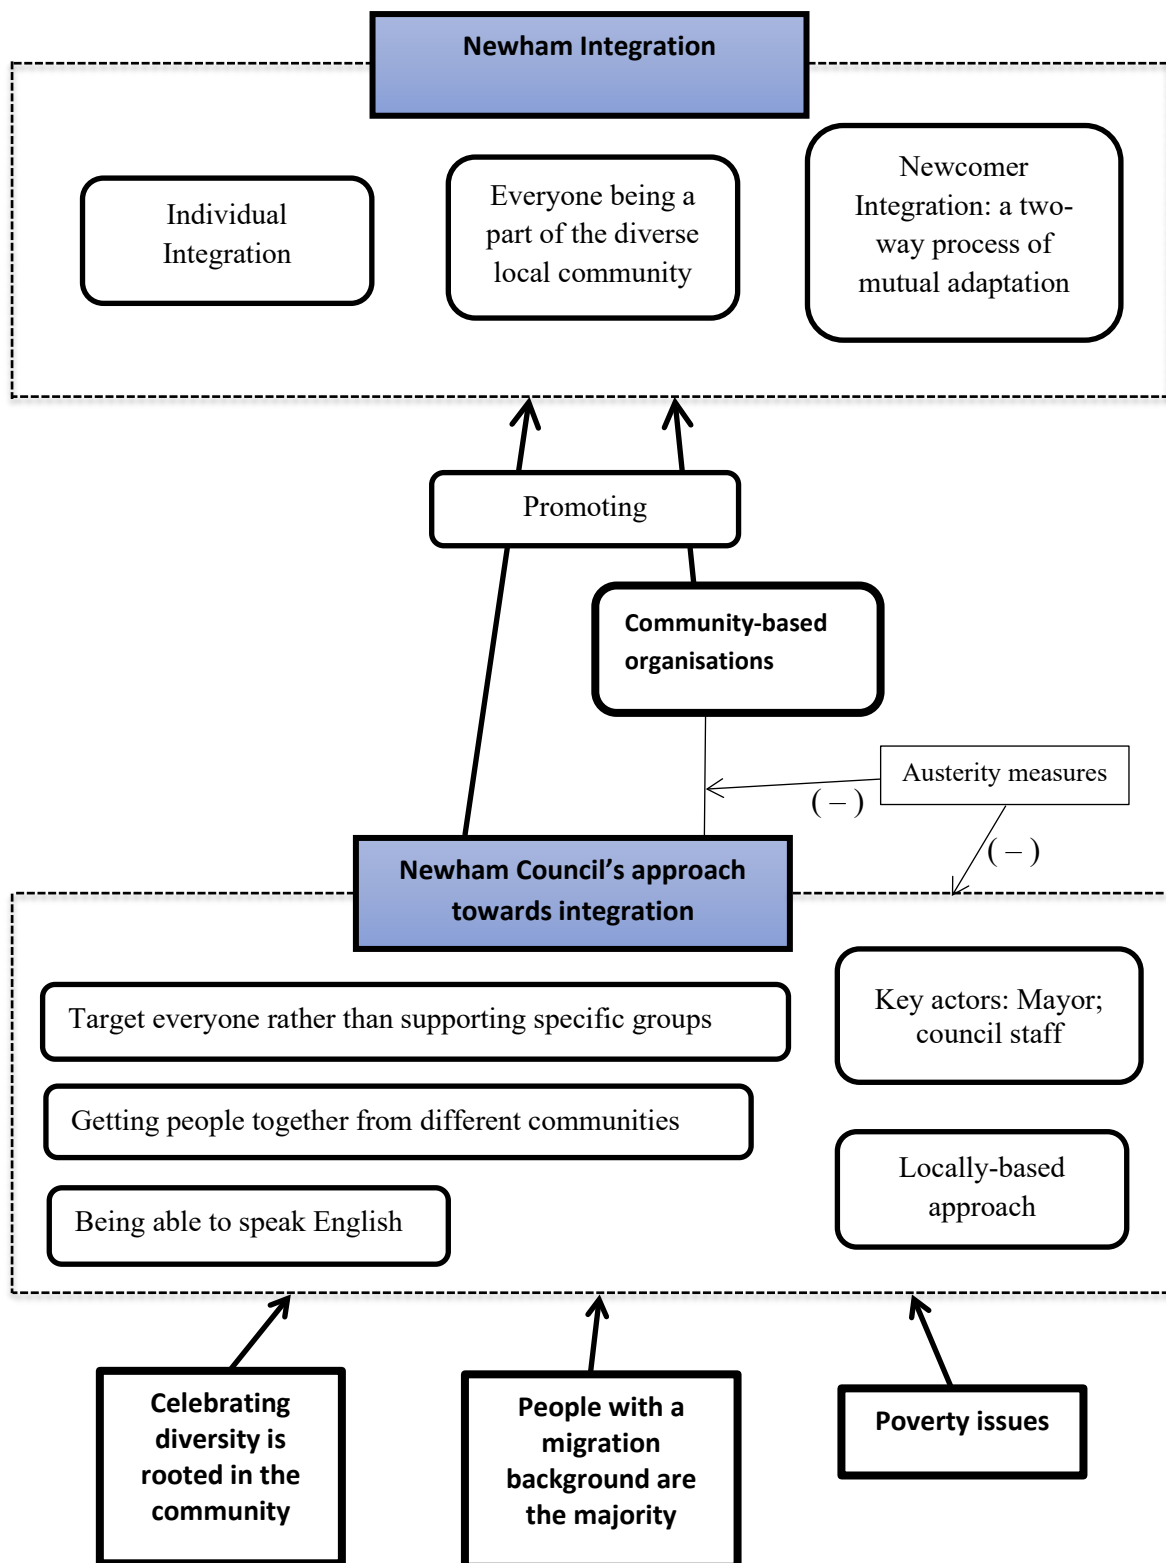 Newham Integration
Individual
Integration
Everyone being a
part of the diverse
local community
Newcomer
Integration: a two-
way process of
mutual adaptation
Promoting
Community-based
organisations
Austerity measures
( – )
( – )
Newham Council’s approach
towards integration
Target everyone rather than supporting specific groups
Getting people together from different communities
Being able to speak English
Key actors: Mayor;
council staff
Locally-based
approach
Celebrating
diversity is
rooted in the
community
People with a
migration
background are
the majority
Poverty issues